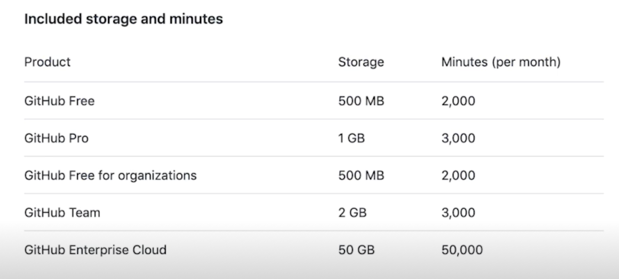 Included storage and minutes
Product Storage Minutes (per month)
GitHub Free 500 MB 2,000
GitHub Pro 1 GB 3,000
GitHub Free for organizations 500 MB 2,000
GitHub Team 2 GB 3,000
GitHub Enterprise Cloud 50 GB 50,000